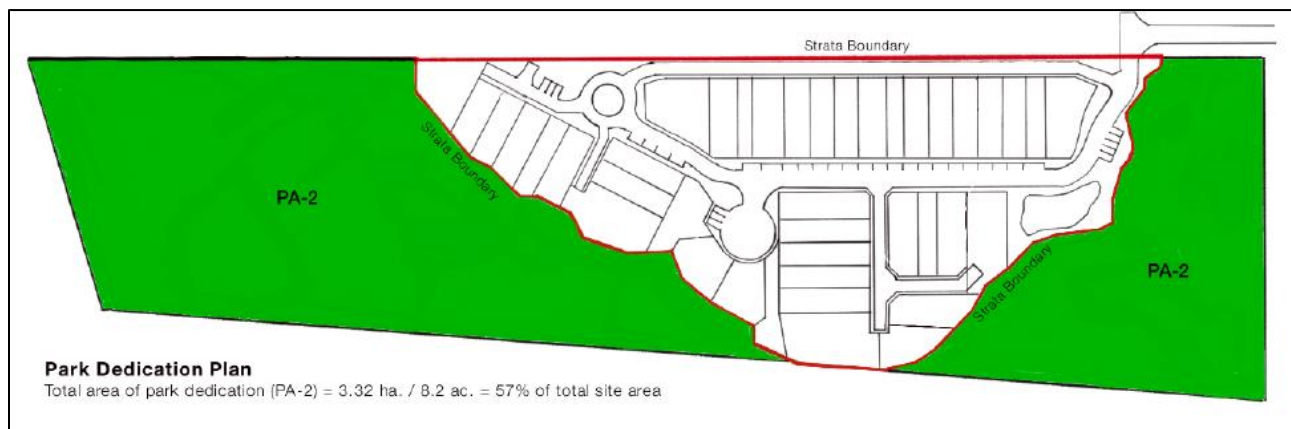 Strata Boundary
Strata Boundary
PA-2
Strata Boundary
PA-2
Park Dedication Plan
Total area of park dedication (PA-2) = 3.32 ha. / 8.2 ac. = 57% of total site area